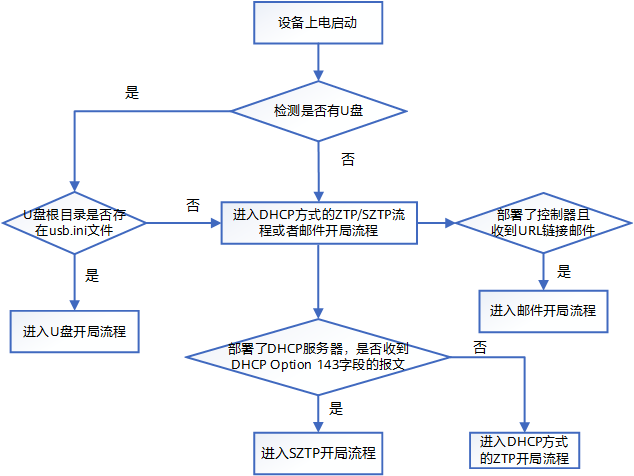 设备上电启动
是
检测是否有U盘
否
U盘根目录是否存
在usb.ini文件
否
进入DHCP方式的ZTP/SZTP流
程或者邮件开局流程
部署了控制器且
收到URL链接邮件
是
是
进入U盘开局流程
进入邮件开局流程
部署了DHCP服务器，是否收到
DHCP Option 143字段的报文
否
是
进入SZTP开局流程
进入DHCP方式
的ZTP开局流程